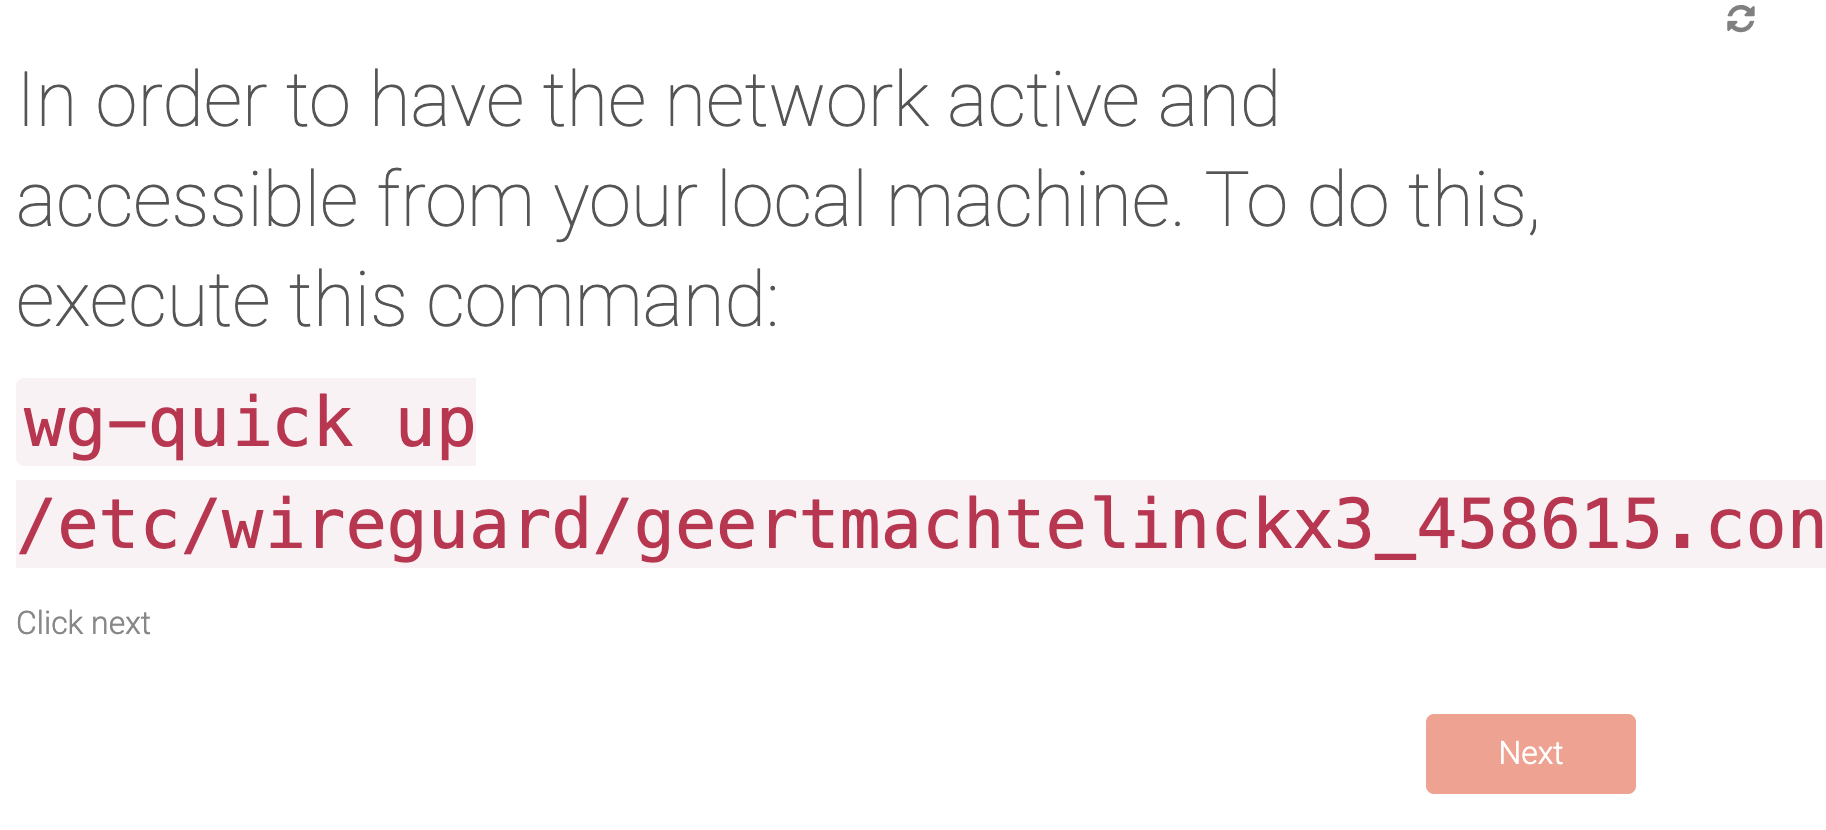 In order to have the network active and
accessible from your local machine. To do this,
execute this command:
wg-quick up
/etc/wireguard/geertmachtelinckx3_458615.con
Click next
Next